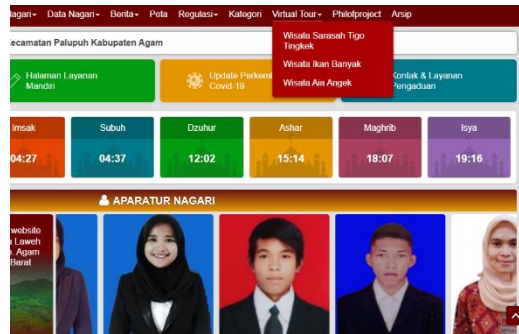 Nagari Data Nagari Berita Peta Regulasi Kategori Virtual Tour Philofproject Arsip
Wisata Sarasah Tigo
Tingkek
Wisata Ikan Banyak
Wisata Aia Angek
Kecamatan Palupuh Kabupaten Agam
Halaman Layanan
Mandiri
Update Perkemb
Covid-19
Kontak & Layanan
Pengaduan
Imsak Subuh Dzuhur Ashar Maghrib Isya
04:27 04:37 12:02 15:14 18:07 19:16
APARATUR NAGARI
website
Laweh
Agam
Barat